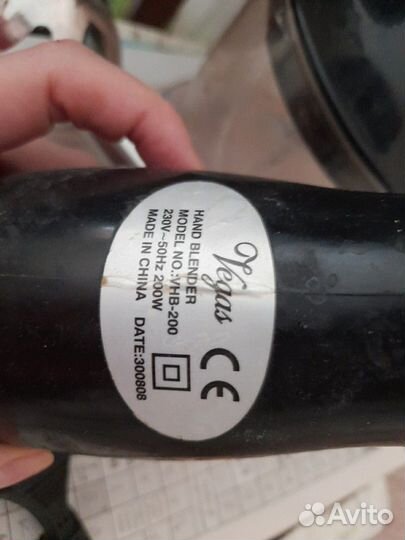 Vegas
HAND BLENDER
MODEL NO.:VHB-200
230V~50Hz 200W
MADE IN CHINA DATE:300808
CE
Avito